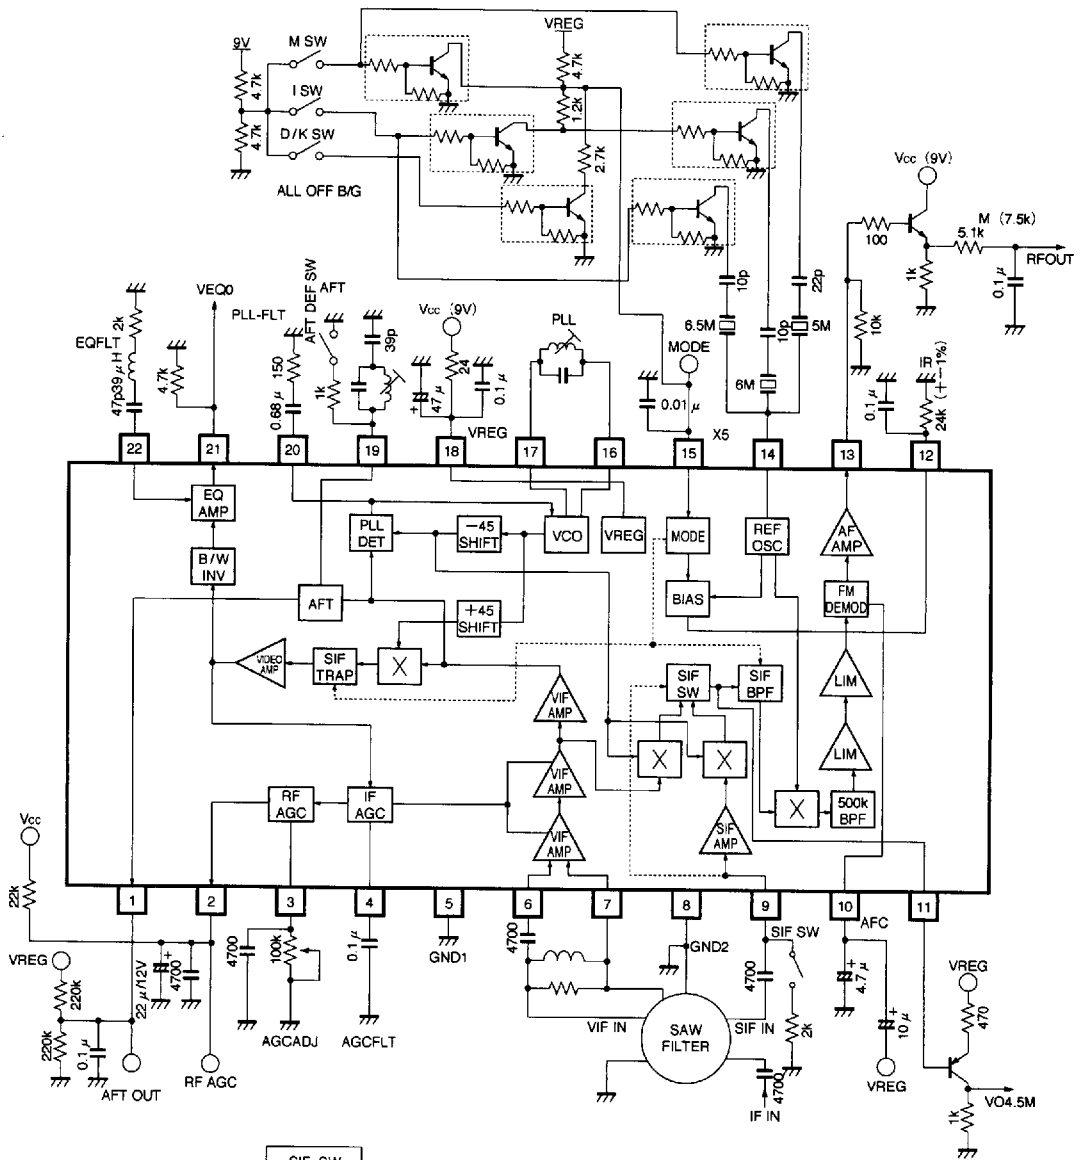 M SW
VREG
9V
4.7k
I SW
4.7k
1.2k
4.7k
D/K SW
2.7k
ALL OFF B/G
Vcc (9V)
100
M (7.5k)
5.1k
RFOUT
1k
0.1μ
10k
VEQ0
PLL-FLT
AFT DEF SW
AFT
EQFLT
2k
47p39μH
4.7k
0.68μ 150
1k
39p
Vcc (9V)
24
47μ
0.1μ
VREG
PLL
10p
22p
6.5M
10p
5M
6M
MODE
0.01μ
X5
IR
24k (+−1%)
0.1μ
22
21
20
19
18
17
16
15
14
13
12
EQ AMP
PLL DET
−45 SHIFT
VCO
VREG
MODE
REF OSC
AF AMP
B/W INV
AFT
+45 SHIFT
BIAS
FM DEMOD
VIDEO AMP
SIF TRAP
X
SIF SW
SIF BPF
LIM
VIF AMP
X
X
LIM
VIF AMP
RF AGC
IF AGC
X
500k BPF
VIF AMP
SIF AMP
Vcc
22k
1
2
3
4
5
6
7
8
9
10
11
AFC
VREG
220k
220k
0.1μ
22μ/12V
4700
4700
100k
0.1μ
GND1
4700
GND2
SIF SW
4700
4.7μ
VREG
470
10μ
2k
VIF IN
SAW FILTER
SIF IN
AGCADJ
AGCFLT
4700
AFT OUT
RF AGC
VREG
IF IN
1k
VO4.5M
SIF SW